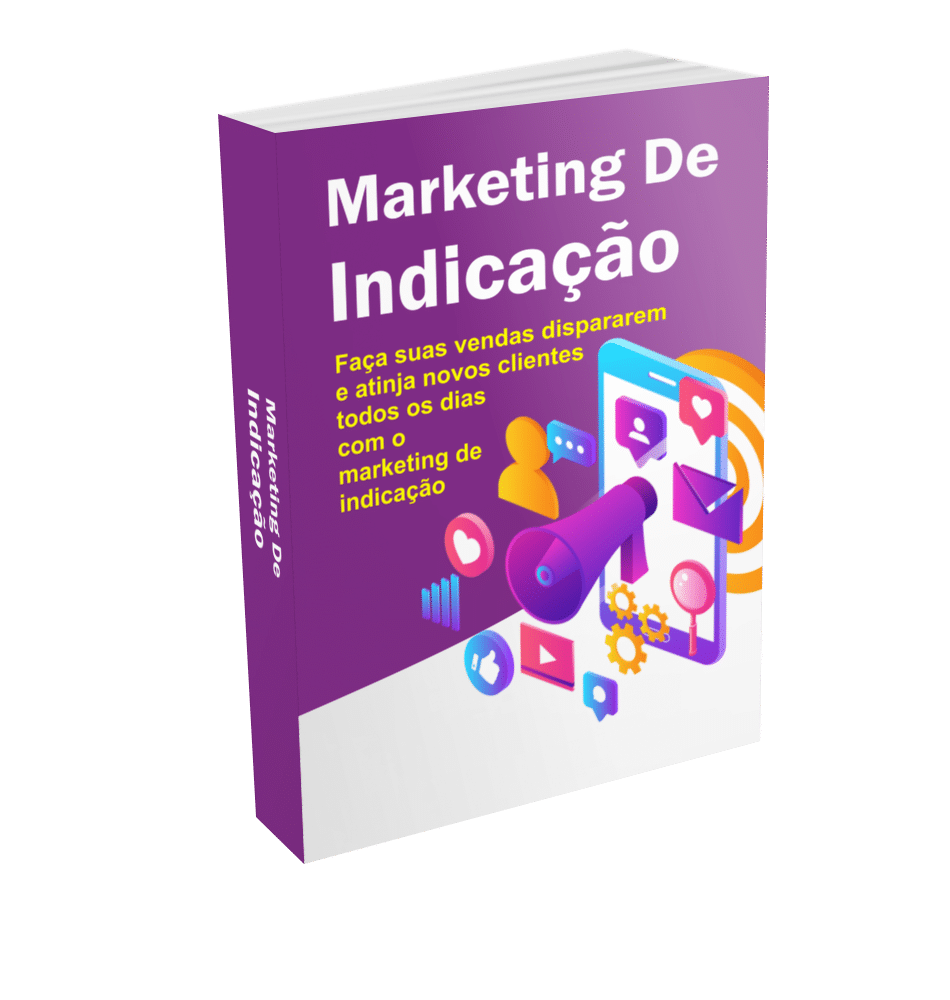 Marketing De
Indicação
Faça suas vendas dispararem
e atinja novos clientes
todos os dias
com o
marketing de
indicação
Marketing De
Indicação